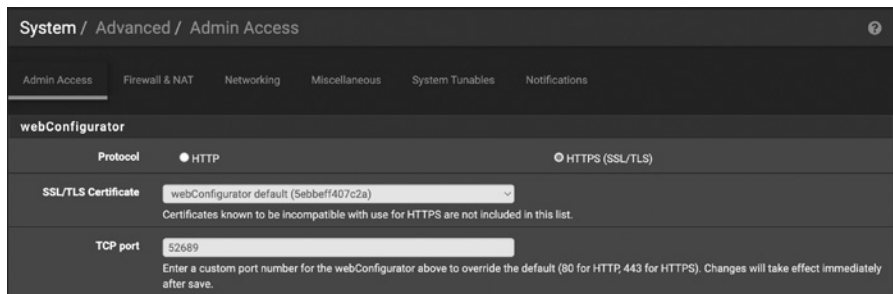 System / Advanced / Admin Access
Admin Access Firewall & NAT Networking Miscellaneous System Tunables Notifications
webConfigurator
Protocol HTTP HTTPS (SSL/TLS)
SSL/TLS Certificate webConfigurator default (5ebbeff407c2a)
Certificates known to be incompatible with use for HTTPS are not included in this list.
TCP port 52689
Enter a custom port number for the webConfigurator above to override the default (80 for HTTP, 443 for HTTPS). Changes will take effect immediately
after save.